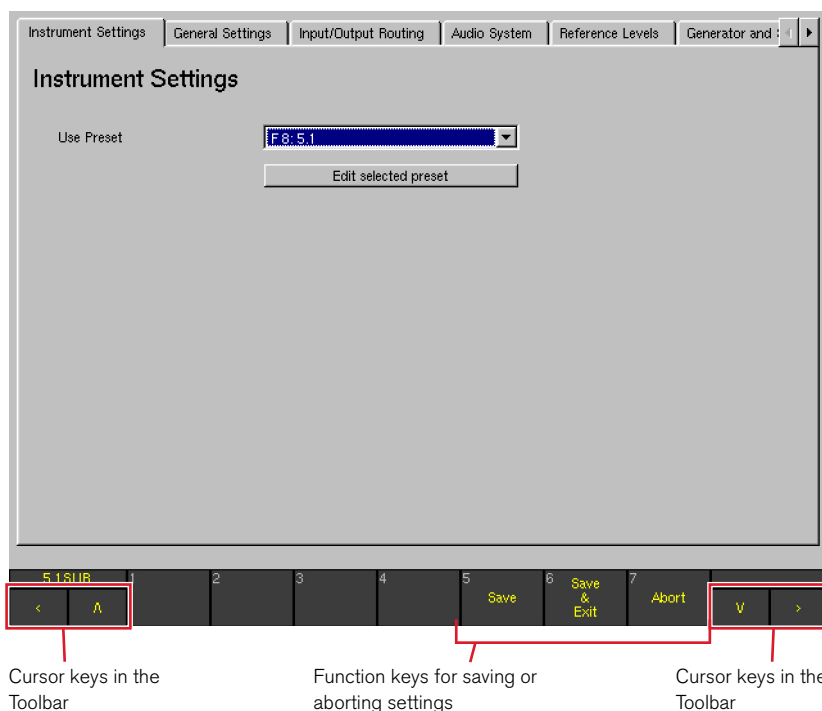 Instrument Settings General Settings Input/Output Routing Audio System Reference Levels Generator and
Instrument Settings
Use Preset F 8: 5.1
Edit selected preset
5.1SUB 1 2 3 4 5 6 7
< Λ Save Save & Exit Abort V >
Cursor keys in the Toolbar
Function keys for saving or aborting settings
Cursor keys in the Toolbar